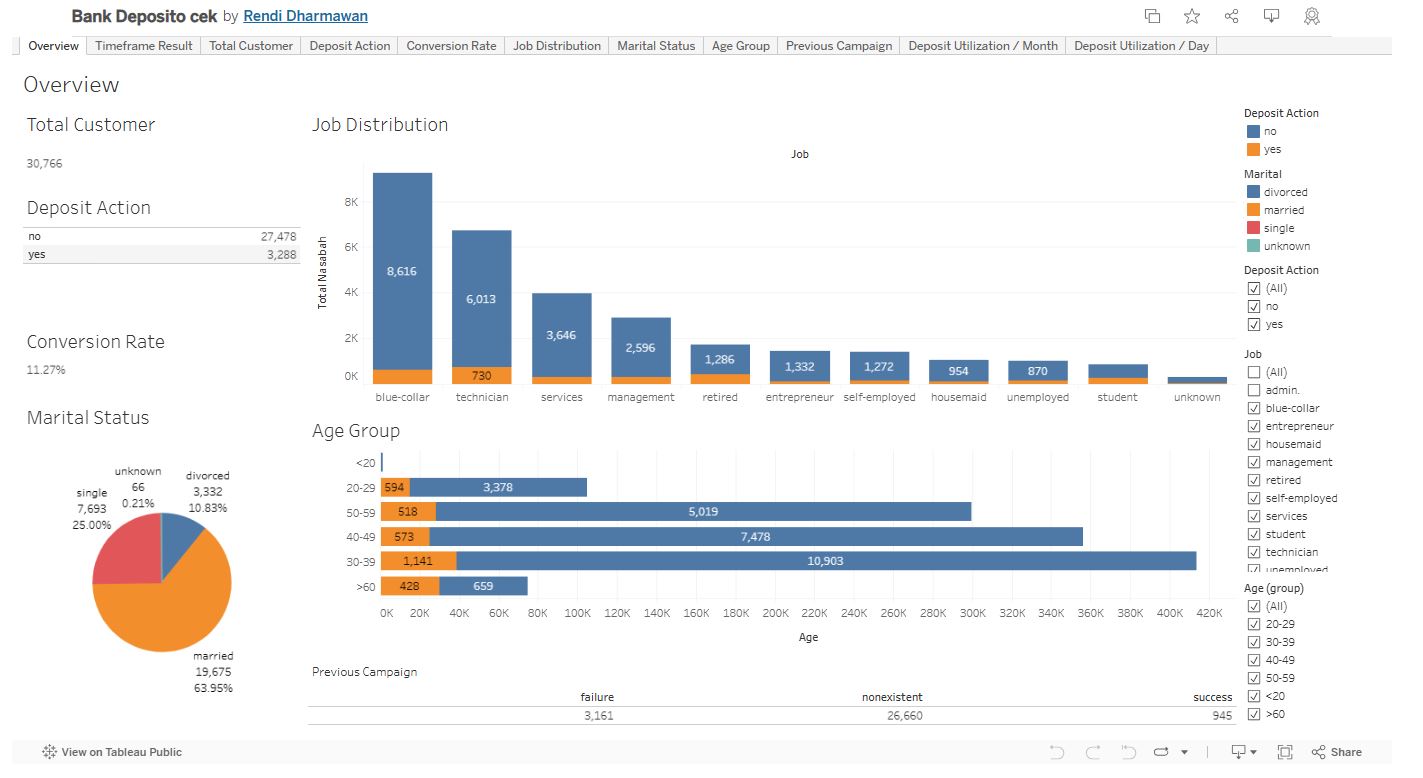 Bank Deposito cek by Rendi Dharmawan
Overview
Timeframe Result
Total Customer
Deposit Action
Conversion Rate
Job Distribution
Marital Status
Age Group
Previous Campaign
Deposit Utilization / Month
Deposit Utilization / Day
Overview
Total Customer
30,766
Deposit Action
no 27,478
yes 3,288
Conversion Rate
11.27%
Marital Status
unknown
66
0.21%
divorced
3,332
10.83%
single
7,693
25.00%
married
19,675
63.95%
Job Distribution
Job
Total Nasabah
8K
6K
4K
2K
0K
8,616
6,013
730
3,646
2,596
1,286
1,332
1,272
954
870
blue-collar
technician
services
management
retired
entrepreneur
self-employed
housemaid
unemployed
student
unknown
Age Group
<20
20-29 594 3,378
50-59 518 5,019
40-49 573 7,478
30-39 1,141 10,903
>60 428 659
0K 20K 40K 60K 80K 100K 120K 140K 160K 180K 200K 220K 240K 260K 280K 300K 320K 340K 360K 380K 400K 420K
Age
Previous Campaign
failure nonexistent success
3,161 26,660 945
Deposit Action
no
yes
Marital
divorced
married
single
unknown
Deposit Action
(All)
no
yes
Job
(All)
admin.
blue-collar
entrepreneur
housemaid
management
retired
self-employed
services
student
technician
unemployed
Age (group)
(All)
20-29
30-39
40-49
50-59
<20
>60
View on Tableau Public
Share